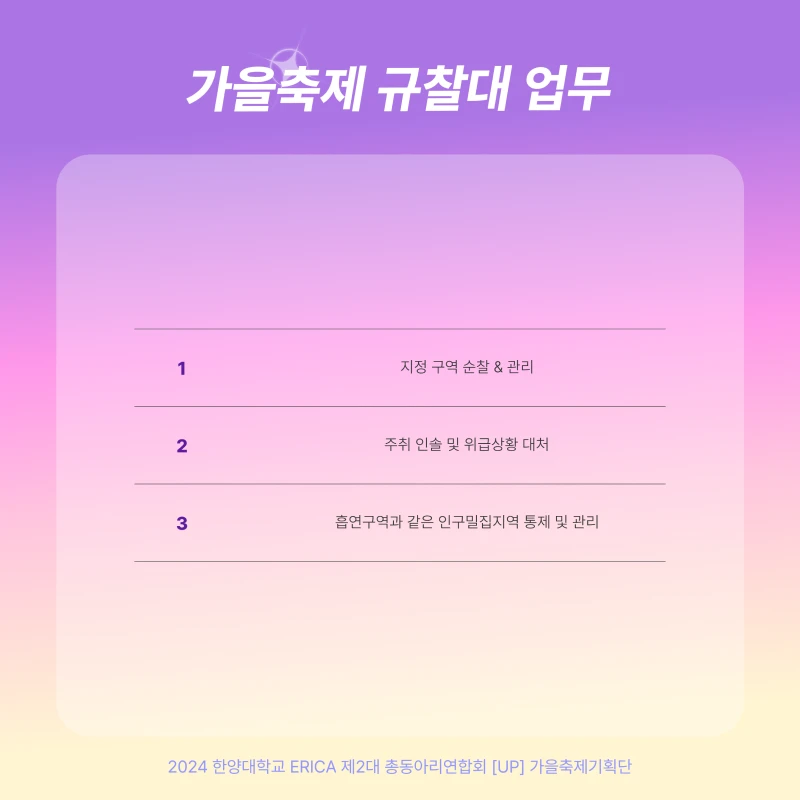 가을축제 규찰대 업무
1 지정 구역 순찰 & 관리
2 주취 인솔 및 위급상황 대처
3 흡연구역과 같은 인구밀집지역 통제 및 관리
2024 한양대학교 ERICA 제2대 총동아리연합회 [UP] 가을축제기획단